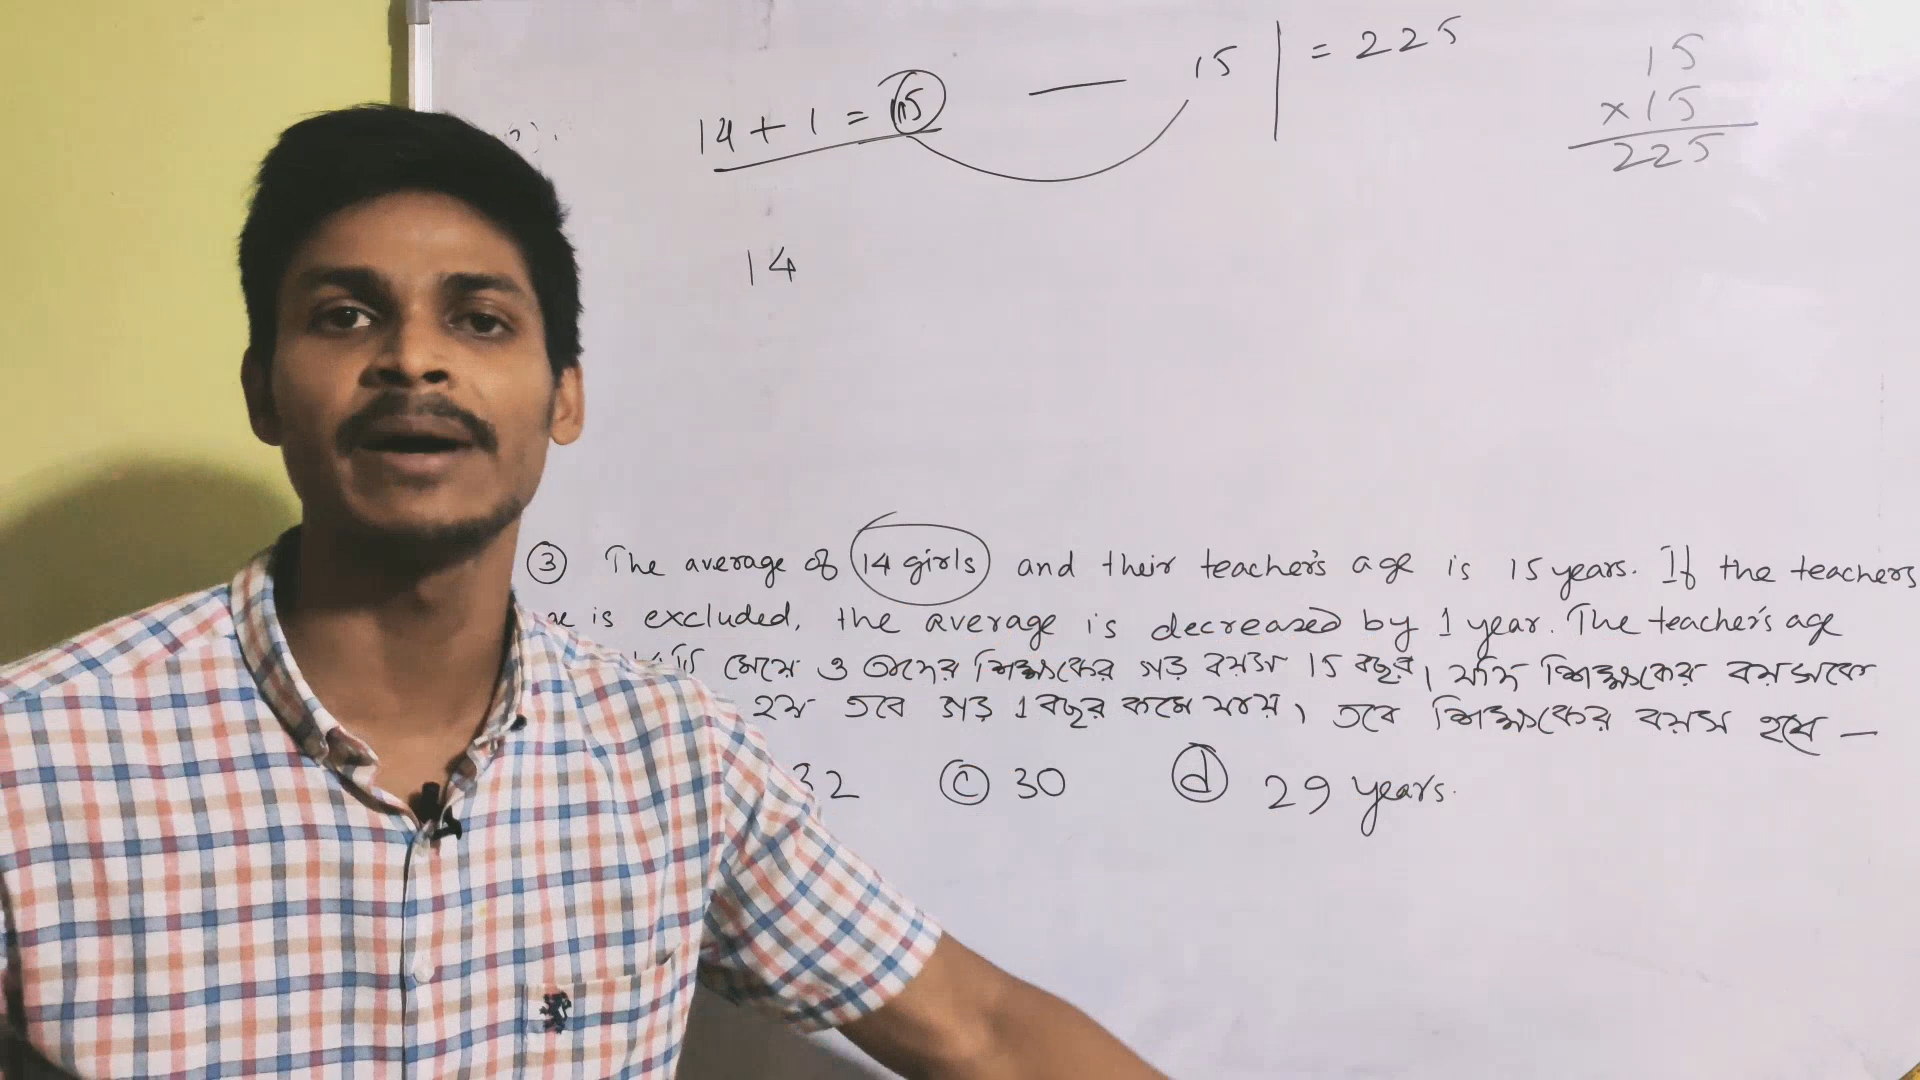 14 + 1 = 15 — 15 | = 225
15
× 15
225
14
③ The average of 14 girls and their teacher's age is 15 years. If the teachers
is excluded, the average is decreased by 1 year. The teacher's age
মেয়ে ও তাদের শিক্ষকের গড় বয়স 15 বছর। যদি শিক্ষকের বয়সকে
হয় তবে গড় 1 বছর কমে যায়, তবে শিক্ষকের বয়স হবে —
32 ⓒ 30 ⓓ 29 years.